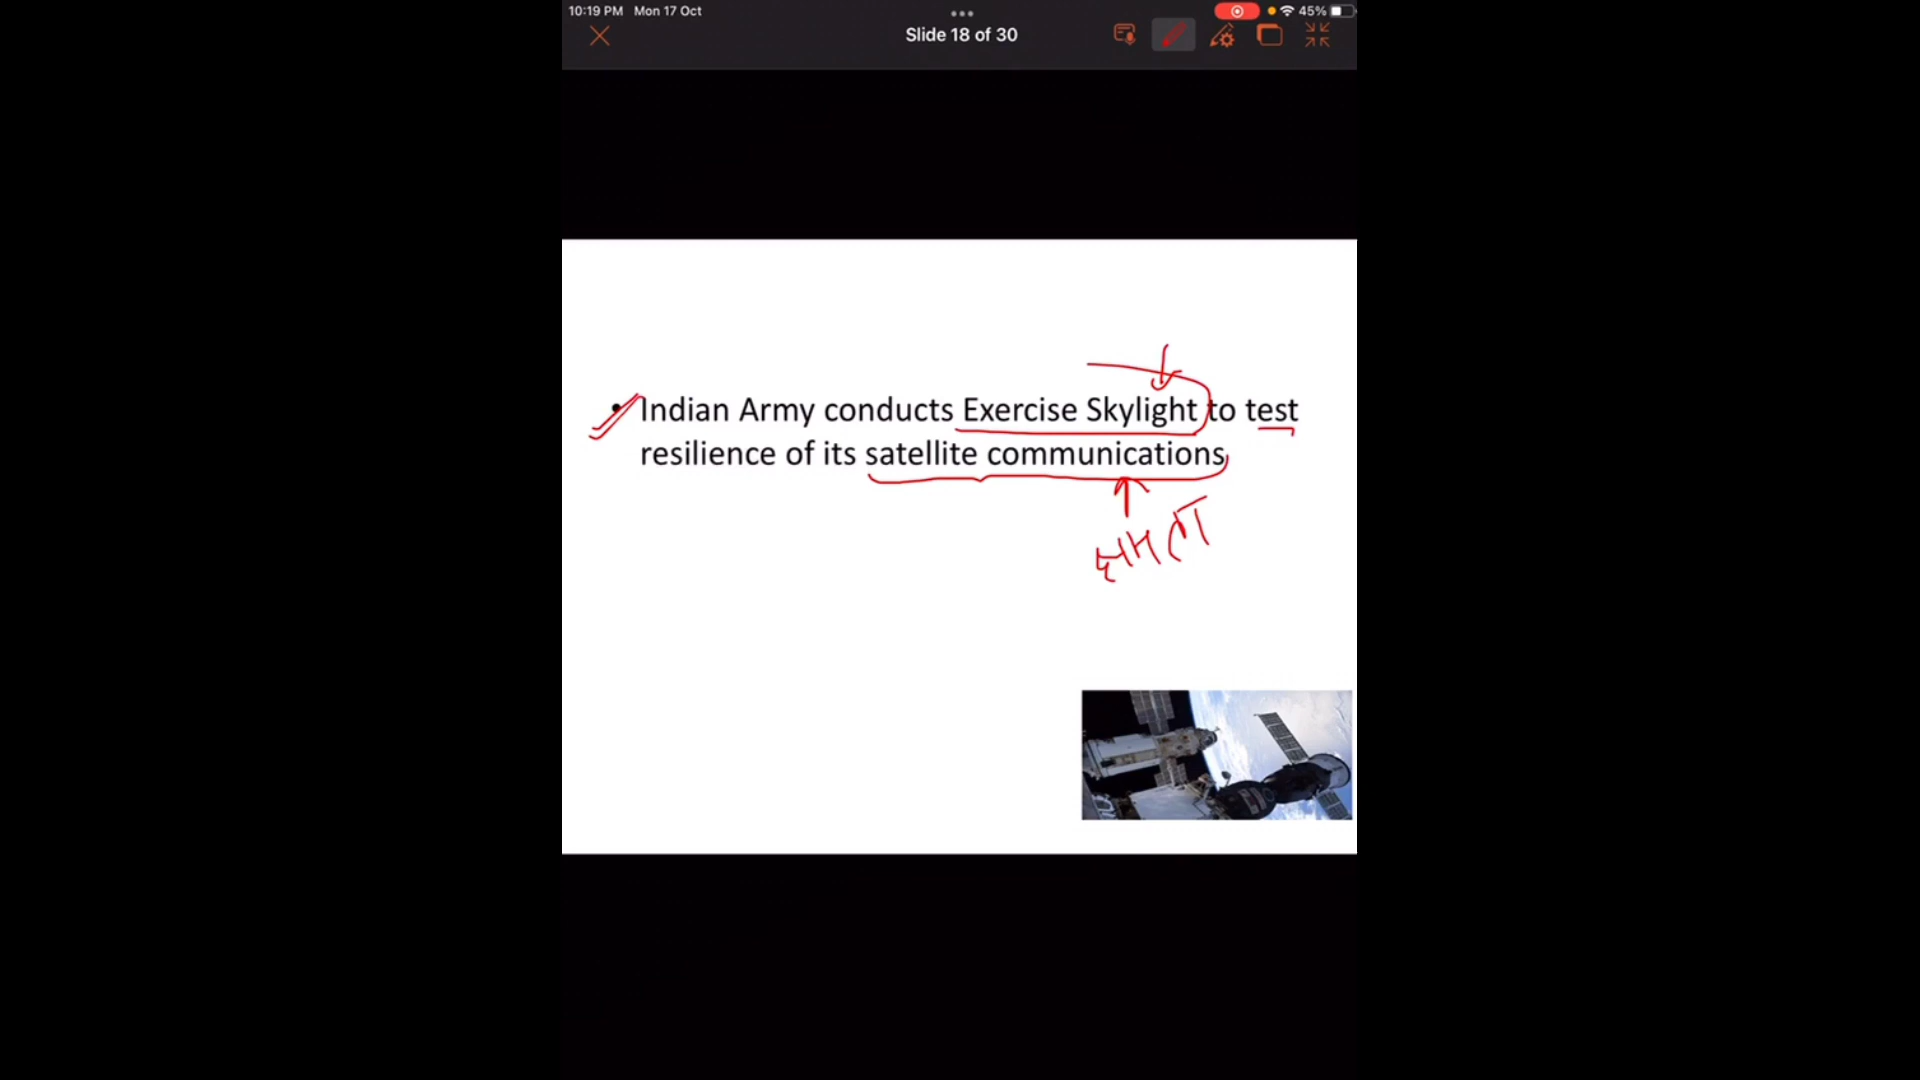 10:19 PM Mon 17 Oct
45%
Slide 18 of 30
• Indian Army conducts Exercise Skylight to test
resilience of its satellite communications